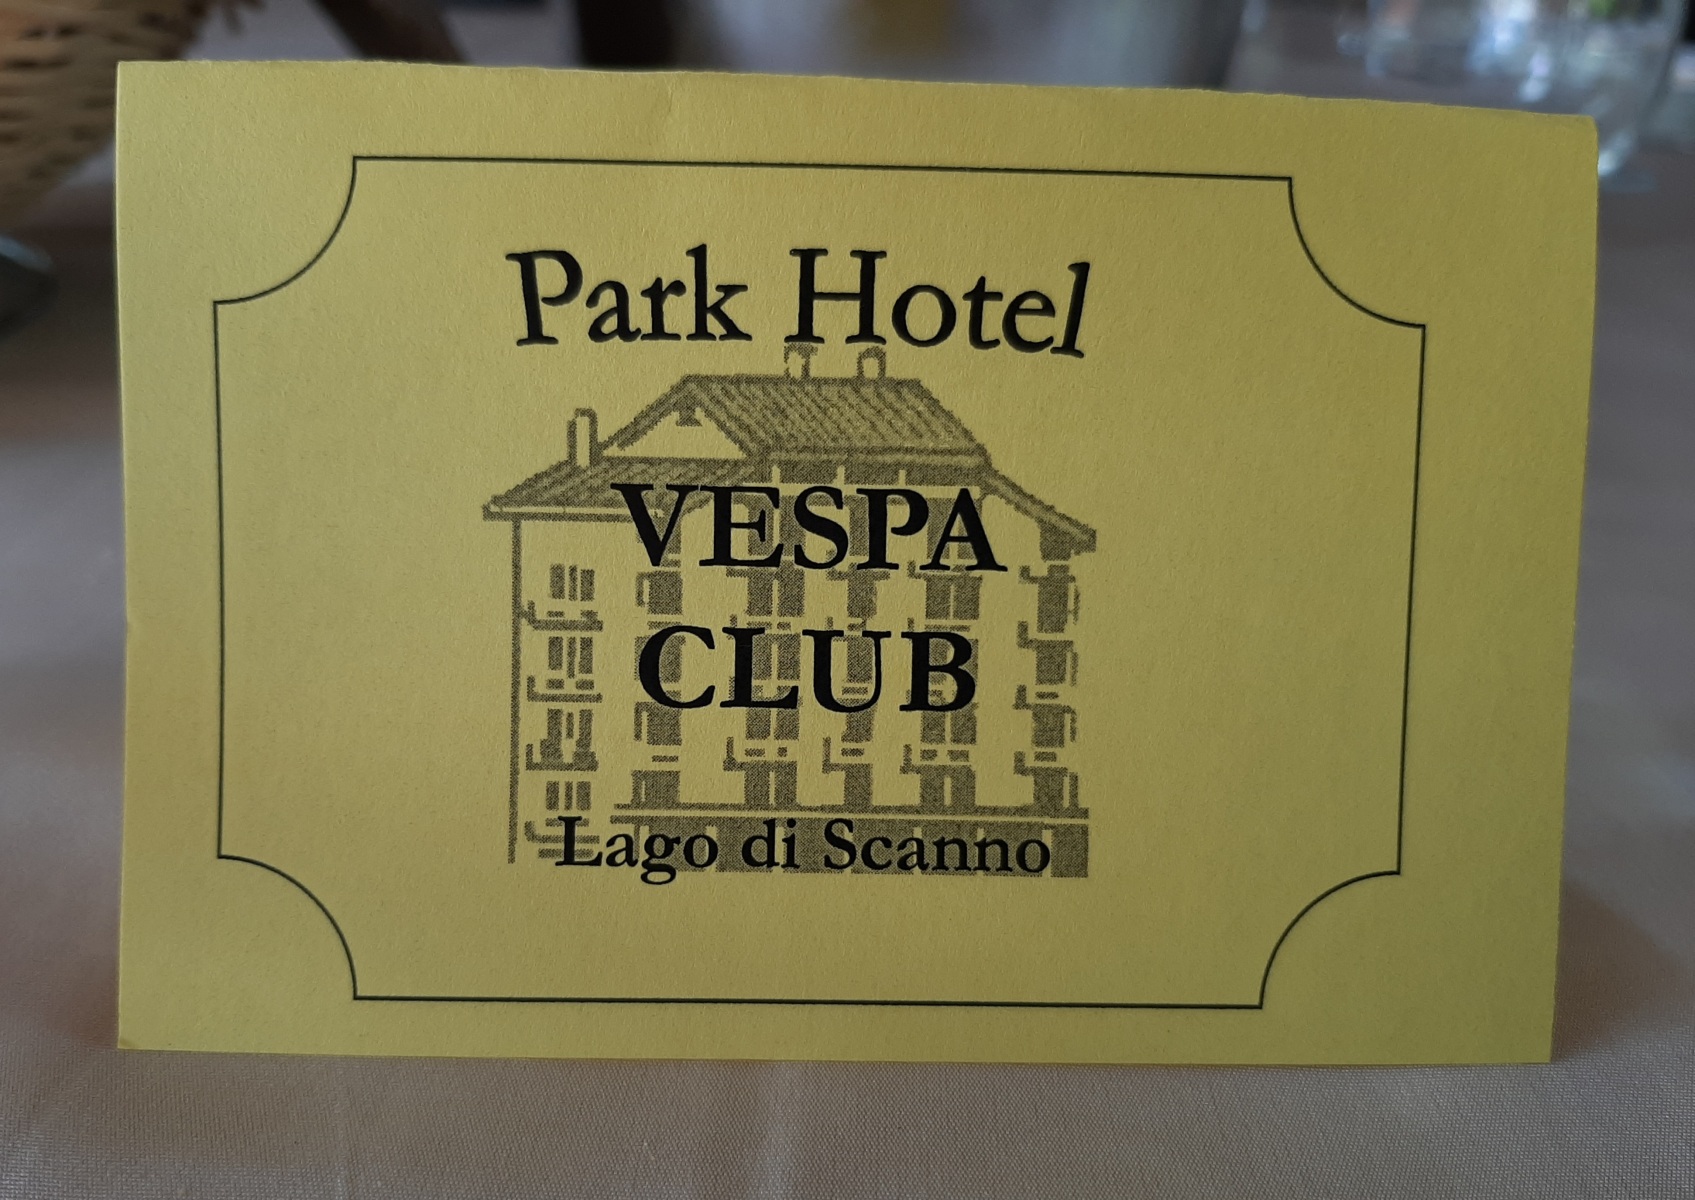 Park Hotel
VESPA
CLUB
Lago di Scanno